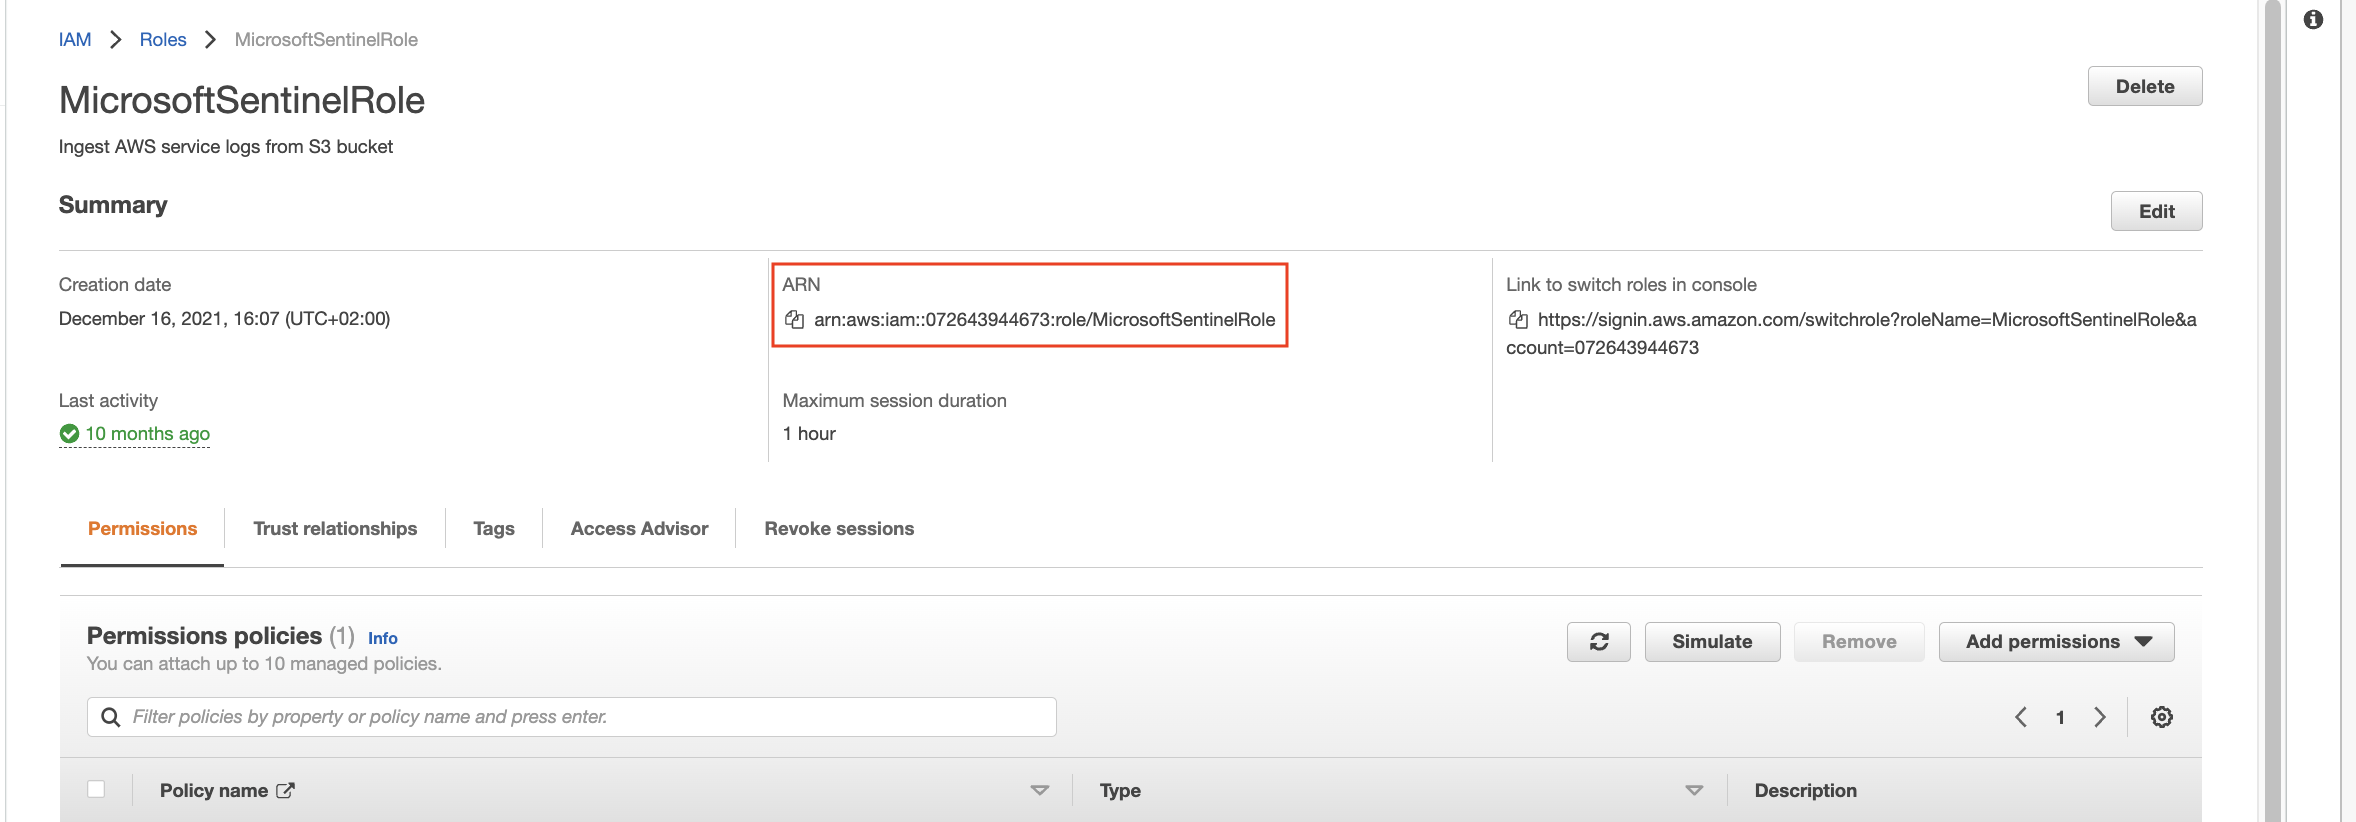 IAM > Roles > MicrosoftSentinelRole
MicrosoftSentinelRole
Delete
Ingest AWS service logs from S3 bucket
Summary
Edit
Creation date
December 16, 2021, 16:07 (UTC+02:00)
ARN
arn:aws:iam::072643944673:role/MicrosoftSentinelRole
Link to switch roles in console
https://signin.aws.amazon.com/switchrole?roleName=MicrosoftSentinelRole&a
ccount=072643944673
Last activity
10 months ago
Maximum session duration
1 hour
Permissions
Trust relationships
Tags
Access Advisor
Revoke sessions
Permissions policies (1) Info
You can attach up to 10 managed policies.
Simulate
Remove
Add permissions
Filter policies by property or policy name and press enter.
1
Policy name
Type
Description